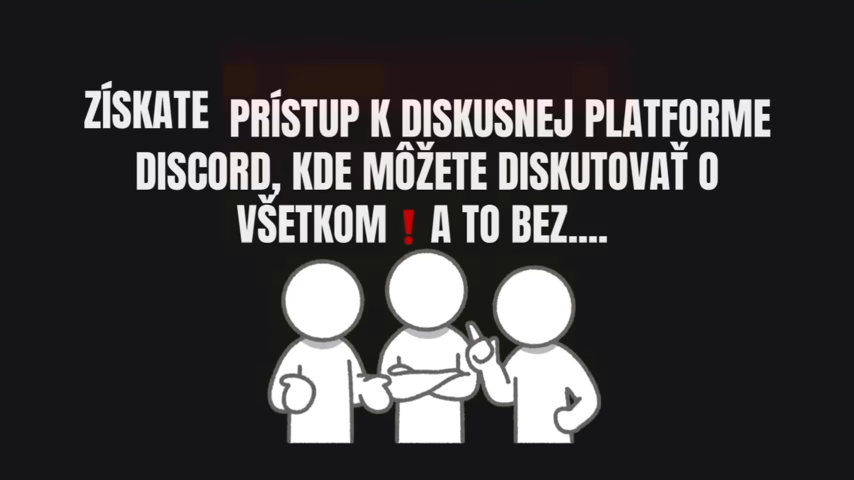 ZÍSKATE PRÍSTUP K DISKUSNEJ PLATFORME
DISCORD, KDE MÔŽETE DISKUTOVAŤ O
VŠETKOM❗A TO BEZ....